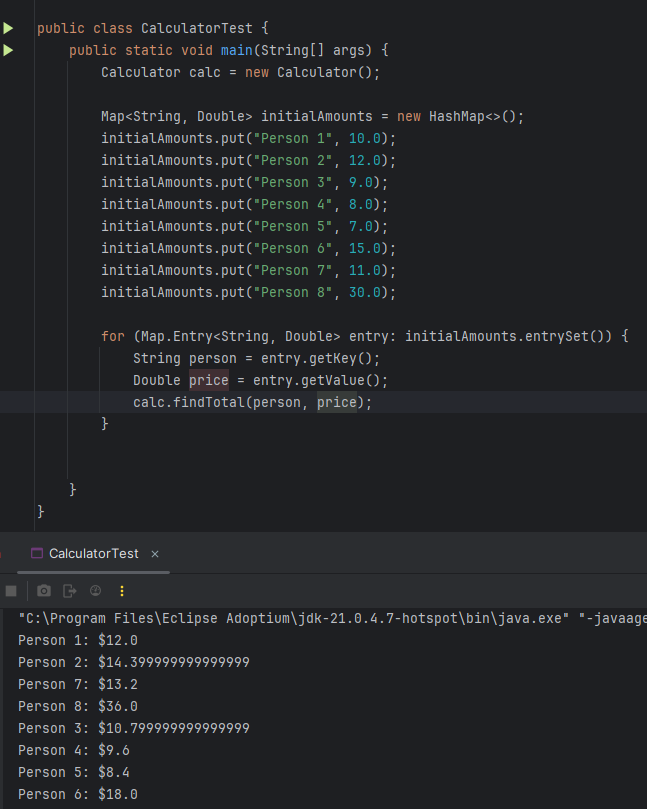 public class CalculatorTest {
public static void main(String[] args) {
Calculator calc = new Calculator();
Map<String, Double> initialAmounts = new HashMap<>();
initialAmounts.put("Person 1", 10.0);
initialAmounts.put("Person 2", 12.0);
initialAmounts.put("Person 3", 9.0);
initialAmounts.put("Person 4", 8.0);
initialAmounts.put("Person 5", 7.0);
initialAmounts.put("Person 6", 15.0);
initialAmounts.put("Person 7", 11.0);
initialAmounts.put("Person 8", 30.0);
for (Map.Entry<String, Double> entry: initialAmounts.entrySet()) {
String person = entry.getKey();
Double price = entry.getValue();
calc.findTotal(person, price);
}
}
}
CalculatorTest ×
"C:\Program Files\Eclipse Adoptium\jdk-21.0.4.7-hotspot\bin\java.exe" "-javaage
Person 1: $12.0
Person 2: $14.399999999999999
Person 7: $13.2
Person 8: $36.0
Person 3: $10.799999999999999
Person 4: $9.6
Person 5: $8.4
Person 6: $18.0